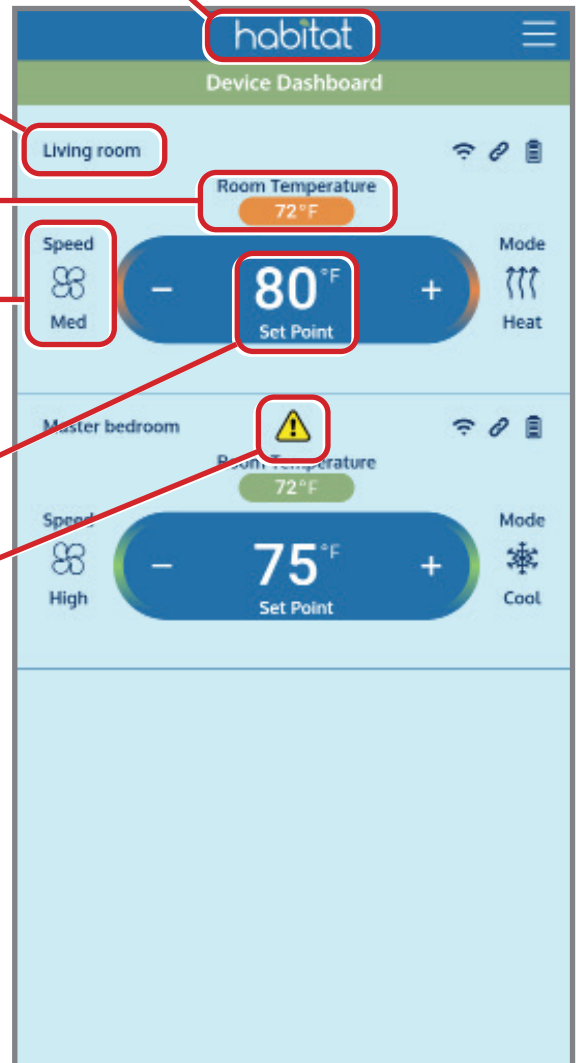 habitat
Device Dashboard
Living room
Room Temperature
72°F
Speed
Med
80°F
Set Point
Mode
Heat
Master bedroom
Room Temperature
72°F
Speed
High
75°F
Set Point
Mode
Cool